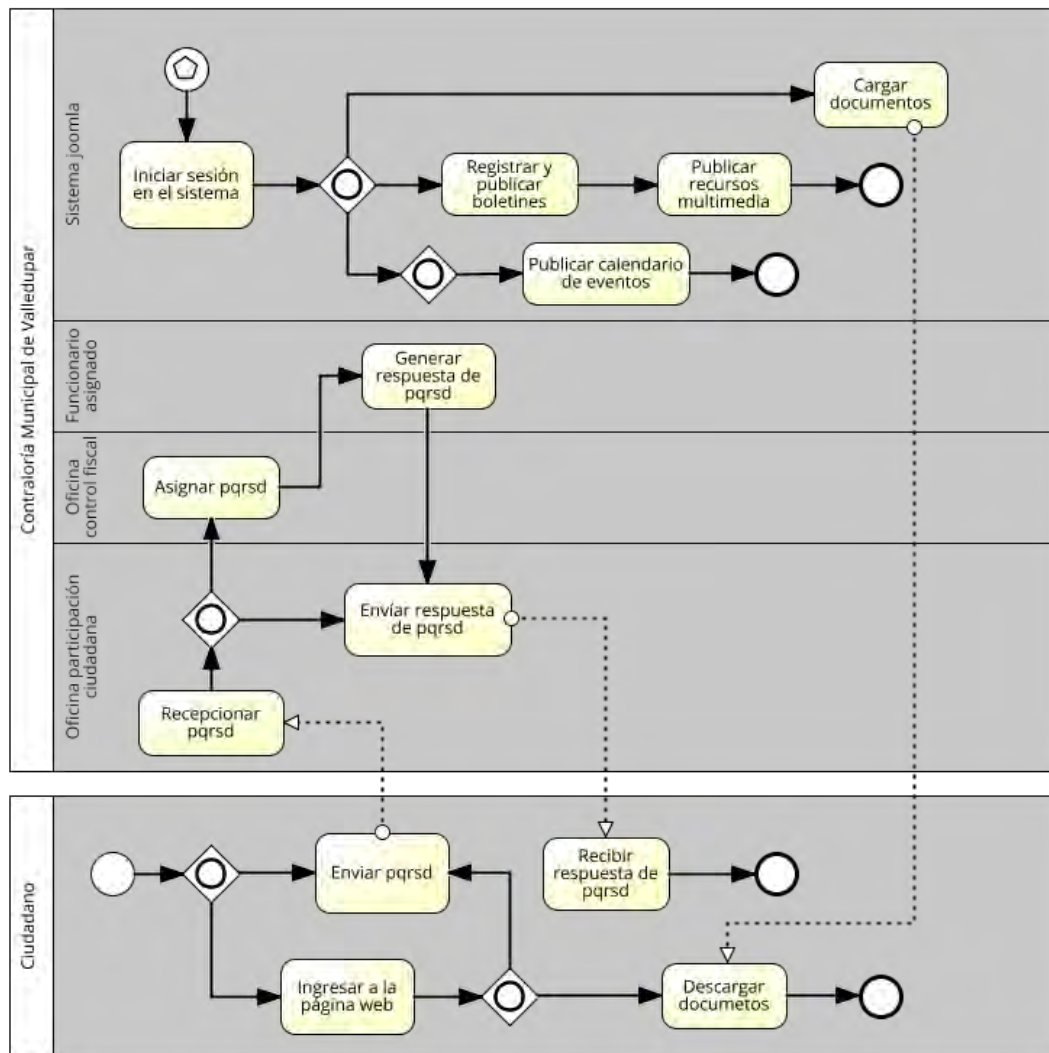 Contraloría Municipal de Valledupar
Sistema joomla
Iniciar sesión
en el sistema
Cargar
documentos
Registrar y
publicar
boletines
Publicar
recursos
multimedia
Publicar calendario
de eventos
Funcionario
asignado
Generar
respuesta de
pqrsd
Oficina
control fiscal
Asignar pqrsd
Oficina participación
ciudadana
Envíar respuesta
de pqrsd
Recepcionar
pqrsd
Ciudadano
Enviar pqrsd
Recibir
respuesta de
pqrsd
Ingresar a la
página web
Descargar
documetos